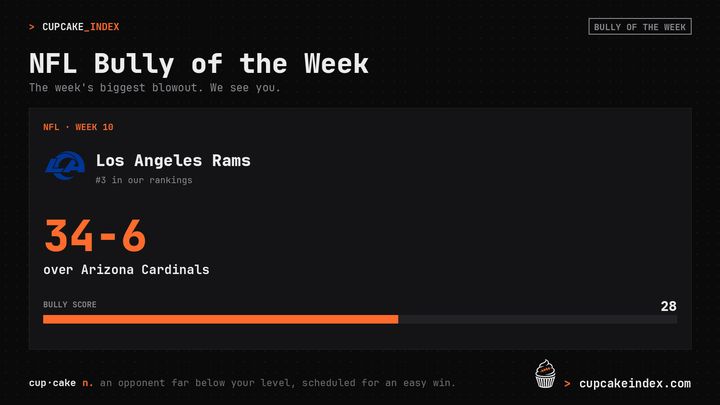 > CUPCAKE_INDEX
BULLY OF THE WEEK
NFL Bully of the Week
The week's biggest blowout. We see you.
NFL · WEEK 10
LA
Los Angeles Rams
#3 in our rankings
34-6
over Arizona Cardinals
BULLY SCORE
28
cup·cake n. an opponent far below your level, scheduled for an easy win.
> cupcakeindex.com